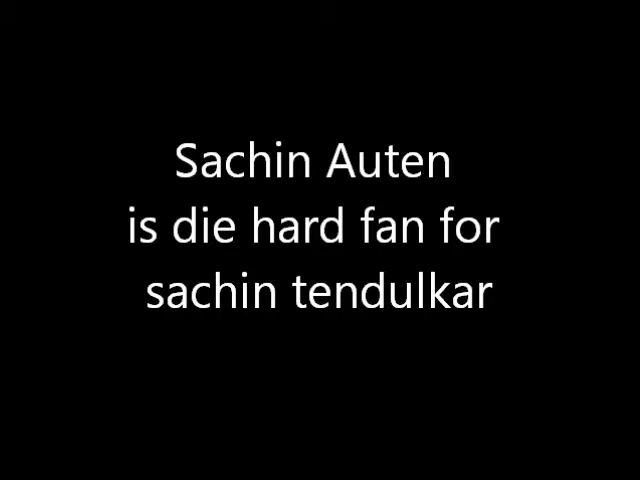 Sachin Auten
is die hard fan for
sachin tendulkar